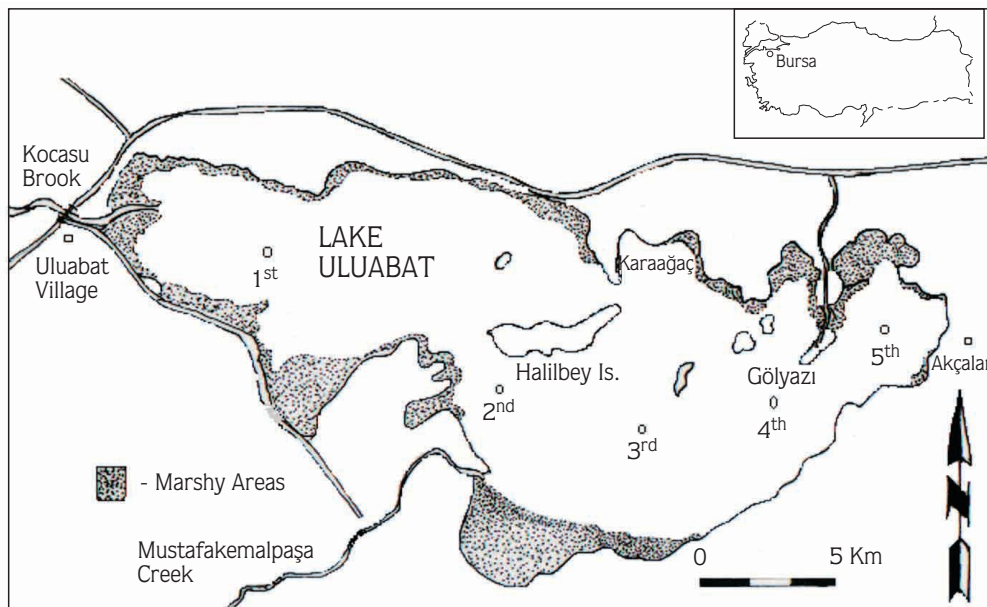 Bursa
Kocasu
Brook
Uluabat
Village
1st
LAKE
ULUABAT
Karaağaç
Halilbey Is.
2nd
3rd
Gölyazı
4th
5th
Akçalar
- Marshy Areas
Mustafakemalpaşa
Creek
0 5 Km
N